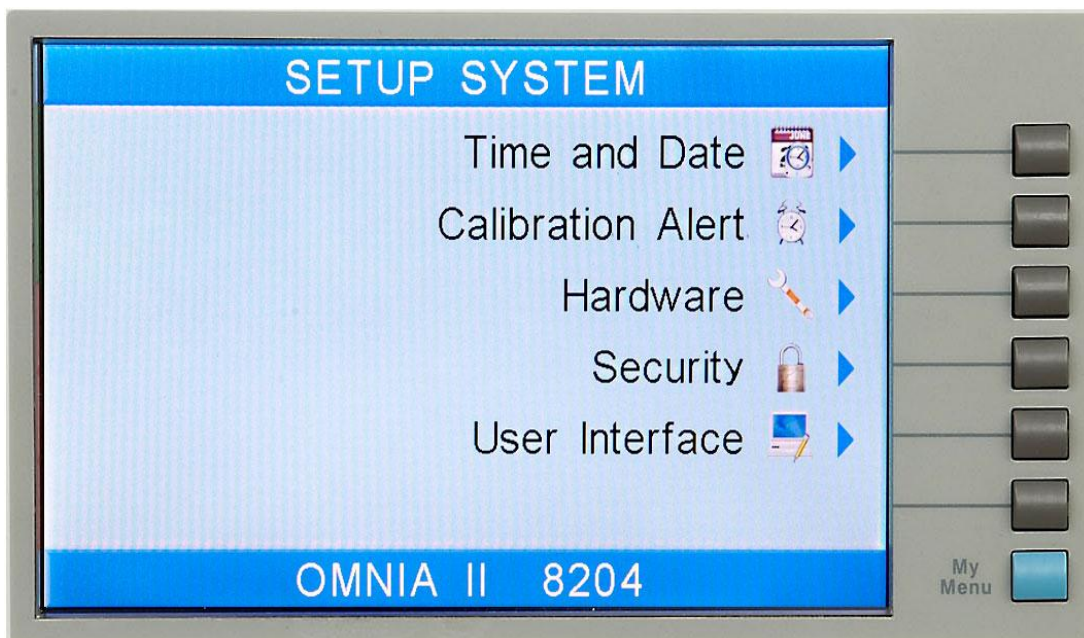 SETUP SYSTEM
Time and Date
Calibration Alert
Hardware
Security
User Interface
OMNIA II 8204
My
Menu